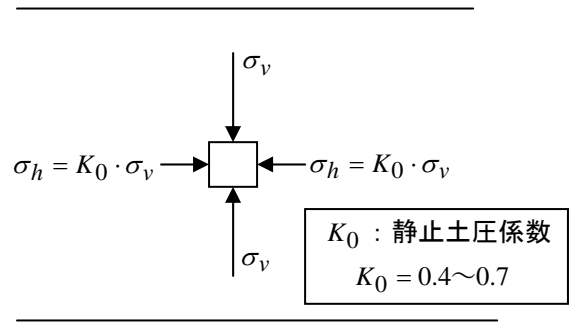 σv
σh = K0 · σv
σh = K0 · σv
σv
K0 : 静止土圧係数
K0 = 0.4～0.7